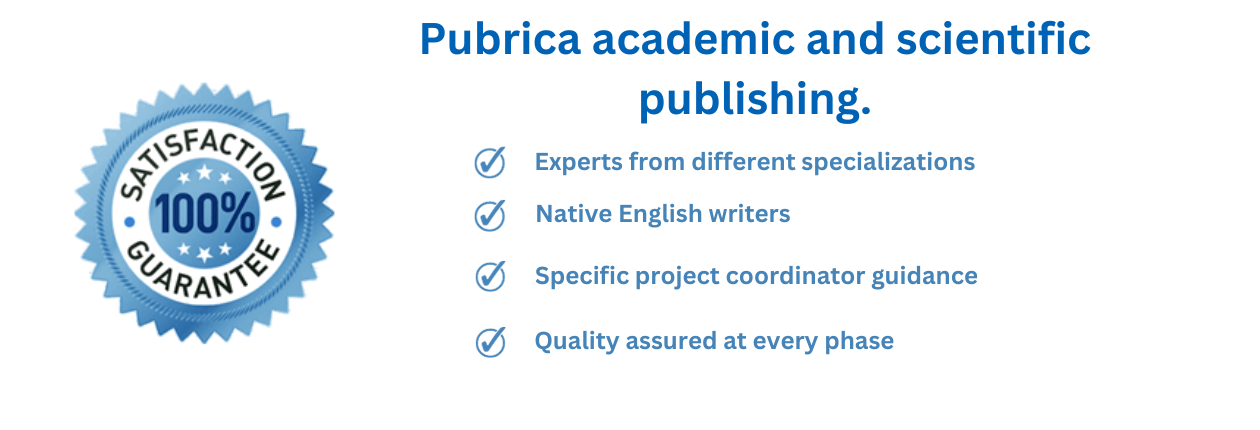 Pubrica academic and scientific
publishing.
SATISFACTION
100%
GUARANTEE
Experts from different specializations
Native English writers
Specific project coordinator guidance
Quality assured at every phase